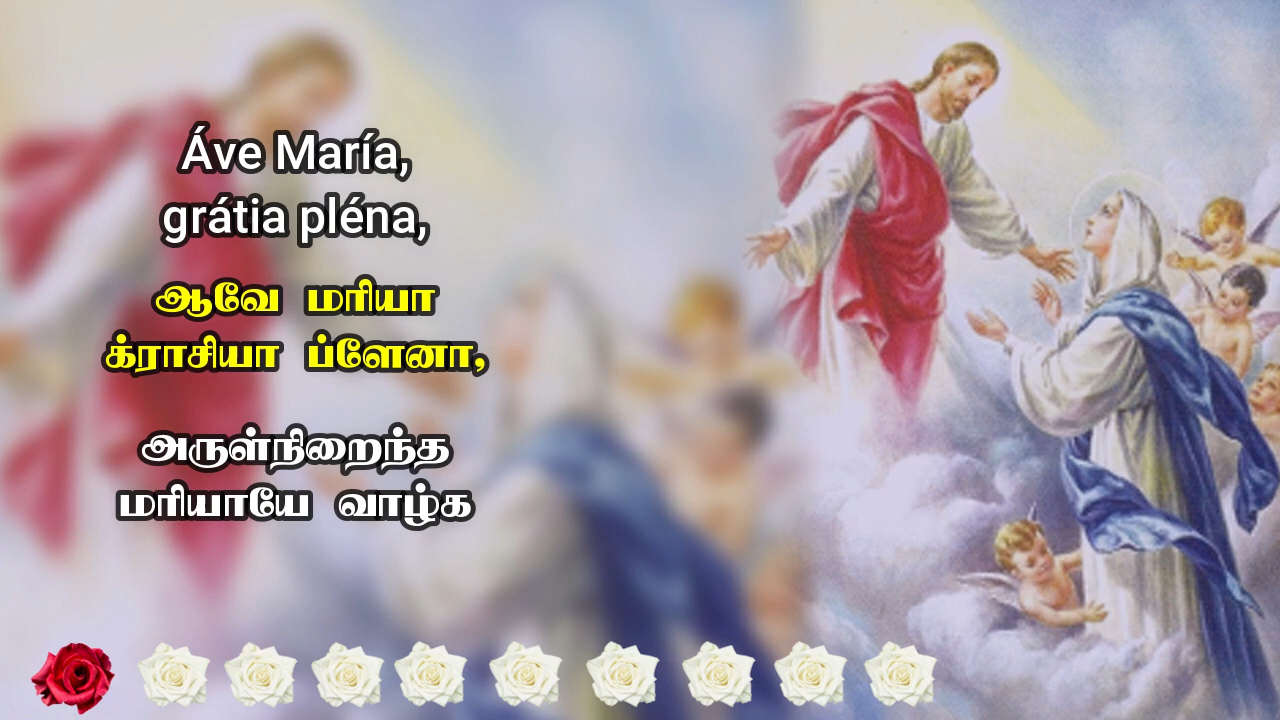 Áve María,
grátia pléna,
ஆவே மரியா
க்ராசியா ப்ளேனா,
அருள்நிறைந்த
மரியாயே வாழ்க